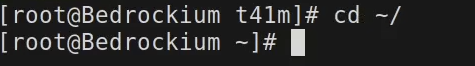 [root@Bedrockium t41m]# cd ~/
[root@Bedrockium ~]#